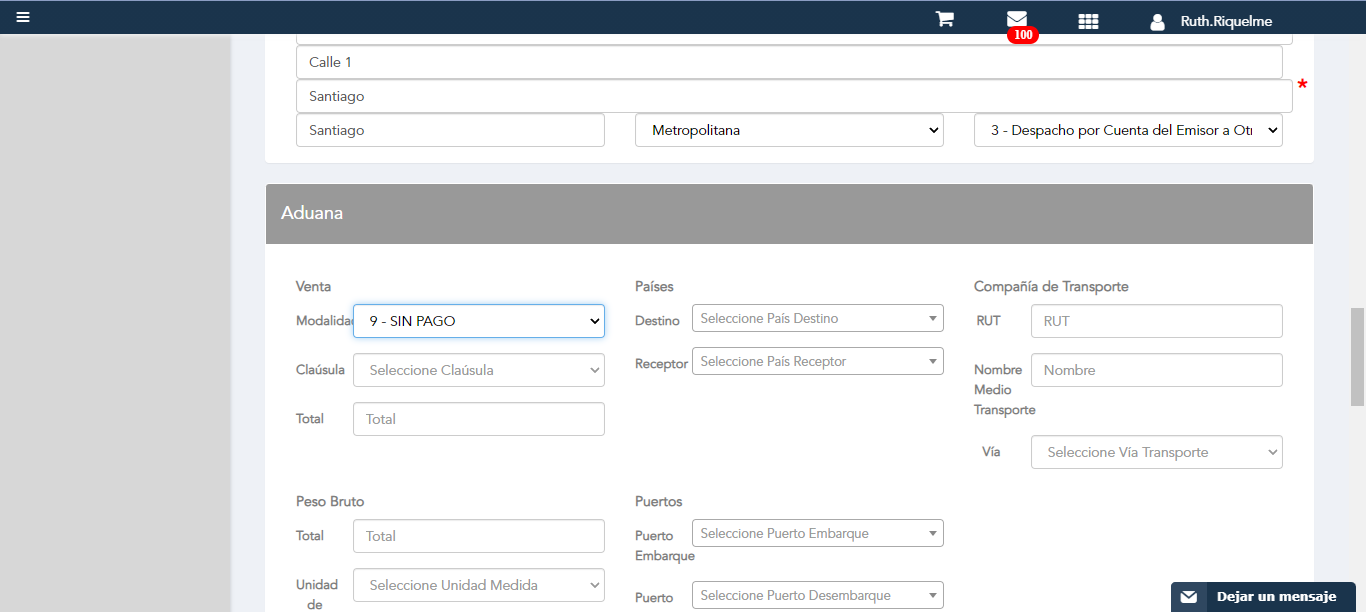 Ruth.Riquelme
100
Calle 1
Santiago
*
Santiago
Metropolitana
3 - Despacho por Cuenta del Emisor a Otr
Aduana
Venta
Modalida
9 - SIN PAGO
Claúsula
Seleccione Claúsula
Total
Total
Países
Destino
Seleccione País Destino
Receptor
Seleccione País Receptor
Compañía de Transporte
RUT
RUT
Nombre
Medio
Transporte
Nombre
Vía
Seleccione Vía Transporte
Peso Bruto
Total
Total
Unidad
de
Seleccione Unidad Medida
Puertos
Puerto
Embarque
Seleccione Puerto Embarque
Puerto
Seleccione Puerto Desembarque
Dejar un mensaje